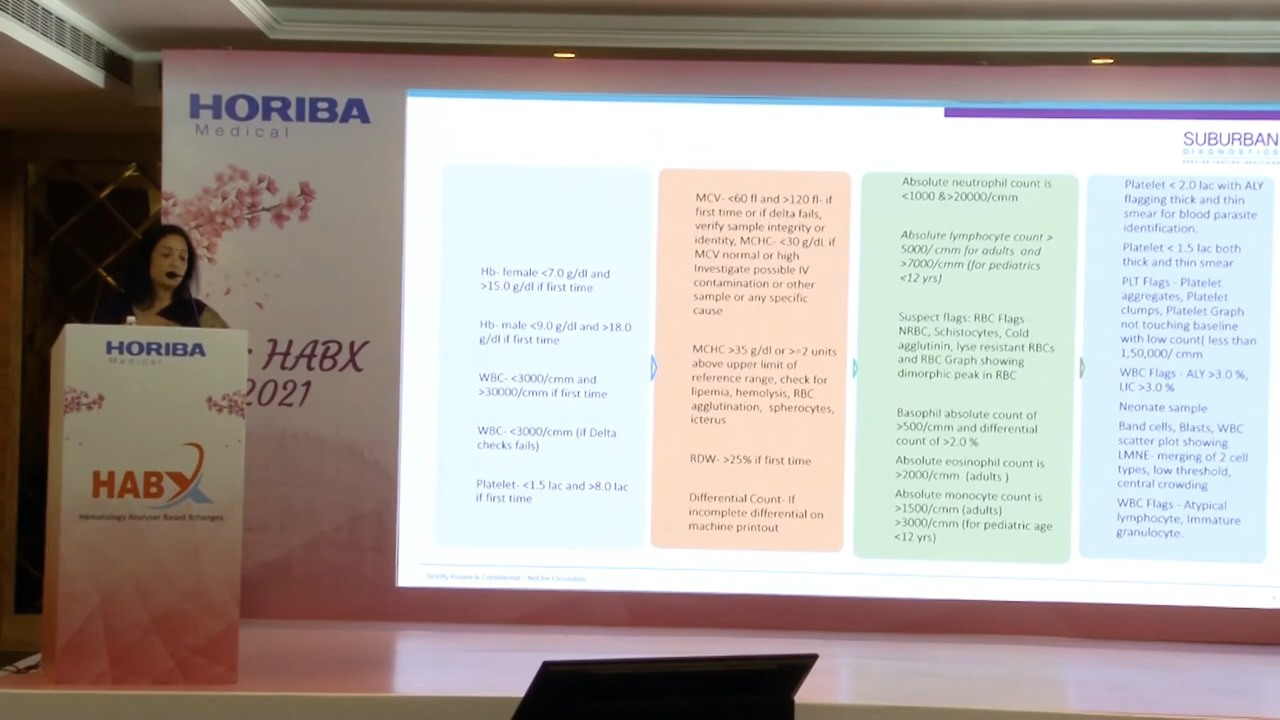 HORIBA
Medical
SUBURBAN
DIAGNOSTICS
PRECISE TESTING
Hb- female <7.0 g/dl and
>15.0 g/dl if first time
Hb- male <9.0 g/dl and >18.0
g/dl if first time
WBC- <3000/cmm and
>30000/cmm if first time
WBC- <3000/cmm (if Delta
checks fails)
Platelet- <1.5 lac and >8.0 lac
if first time
MCV- <60 fl and >120 fl- if
first time or if delta fails,
verify sample integrity or
identity, MCHC- <30 g/dL if
MCV normal or high
Investigate possible IV
contamination or other
sample or any specific
cause
MCHC >35 g/dl or >=2 units
above upper limit of
reference range, check for
lipemia, hemolysis, RBC
agglutination, spherocytes,
icterus
RDW- >25% if first time
Differential Count- If
incomplete differential on
machine printout
Absolute neutrophil count is
<1000 &>20000/cmm
Absolute lymphocyte count >
5000/ cmm for adults and
>7000/cmm (for pediatrics
<12 yrs)
Suspect flags: RBC Flags -
NRBC, Schistocytes, Cold
agglutinin, lyse resistant RBCs
and RBC Graph showing
dimorphic peak in RBC
Basophil absolute count of
>500/cmm and differential
count of >2.0 %
Absolute eosinophil count is
>2000/cmm (adults )
Absolute monocyte count is
>1500/cmm (adults)
>3000/cmm (for pediatric age
<12 yrs)
Platelet < 2.0 lac with ALY
flagging thick and thin
smear for blood parasite
identification.
Platelet < 1.5 lac both
thick and thin smear
PLT Flags - Platelet
aggregates, Platelet
clumps, Platelet Graph
not touching baseline
with low count( less than
1,50,000/ cmm
WBC Flags - ALY >3.0 %,
LIC >3.0 %
Neonate sample
Band cells, Blasts, WBC
scatter plot showing
LMNE- merging of 2 cell
types, low threshold,
central crowding
WBC Flags - Atypical
lymphocyte, Immature
granulocyte.
Strictly Private & Confidential - Not for Circulation
HABX
2021
HORIBA
Medical
HABX
Hematology Analyser Based Xchanges